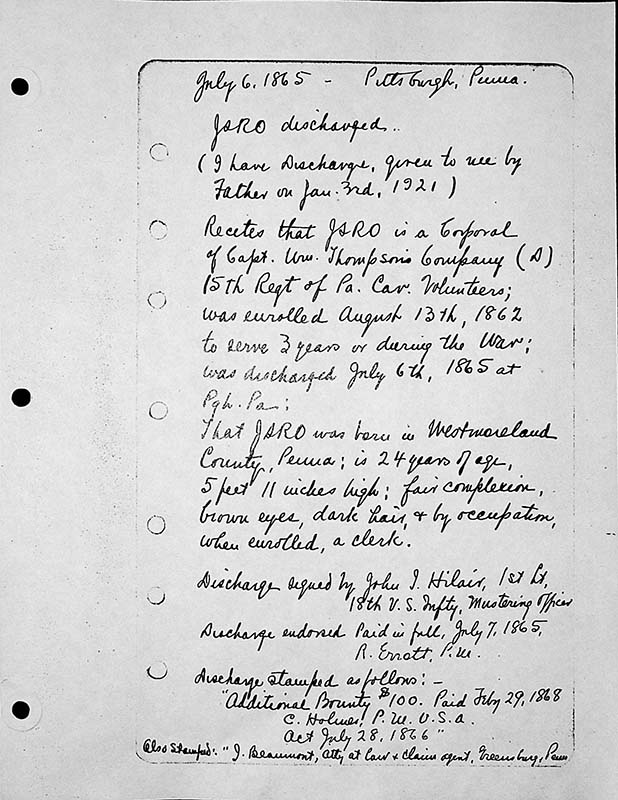 July 6, 1865 - Pittsburgh, Penna.
JARO discharged..
(I have Discharge, given to me by
Father on Jan. 3rd, 1921)
Recites that JARO is a Corporal
of Capt. Wm. Thompson's Company (A)
15th Regt of Pa. Cav. Volunteers;
was enrolled August 13th, 1862
to serve 3 years or during the War;
was discharged July 6th, 1865 at
Pgh. Pa.;
That JARO was born in Westmoreland
County, Penna; is 24 years of age,
5 feet 11 inches high; fair complexion,
brown eyes, dark hair, & by occupation,
when enrolled, a clerk.
Discharge signed by John I. Hilair, 1st Lt,
18th U.S. Infty, Mustering Officer
Discharge endorsed Paid in full, July 7, 1865,
R. Errett, P.M.
Discharge stamped as follows: -
"Additional Bounty $100. Paid Feby 29, 1868
C. Holmes, P. M. U.S.A.
Act July 28, 1866"
Also Stamped: "J. Beaumont, Atty at Law & Claim agent, Greensburg, Penn